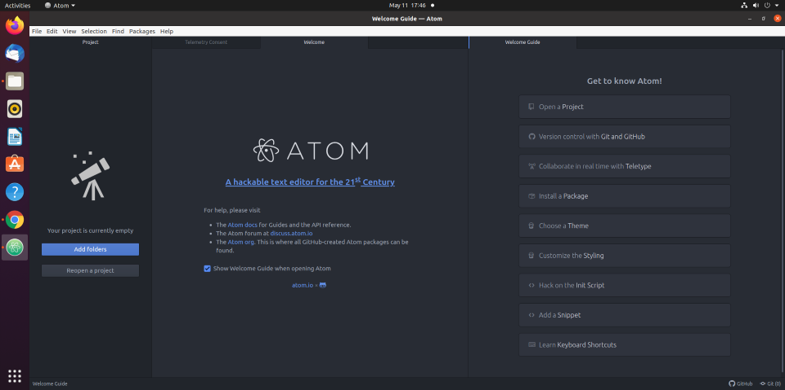 Activities
Atom
May 11 17:46
Welcome Guide — Atom
File Edit View Selection Find Packages Help
Project
Telemetry Consent
Welcome
Welcome Guide
Your project is currently empty
Add folders
Reopen a project
ATOM
A hackable text editor for the 21st Century
For help, please visit
The Atom docs for Guides and the API reference.
The Atom forum at discuss.atom.io
The Atom org. This is where all GitHub-created Atom packages can be
found.
Show Welcome Guide when opening Atom
atom.io ×
Get to know Atom!
Open a Project
Version control with Git and GitHub
Collaborate in real time with Teletype
Install a Package
Choose a Theme
Customize the Styling
Hack on the Init Script
Add a Snippet
Learn Keyboard Shortcuts
Welcome Guide
GitHub
Git (0)